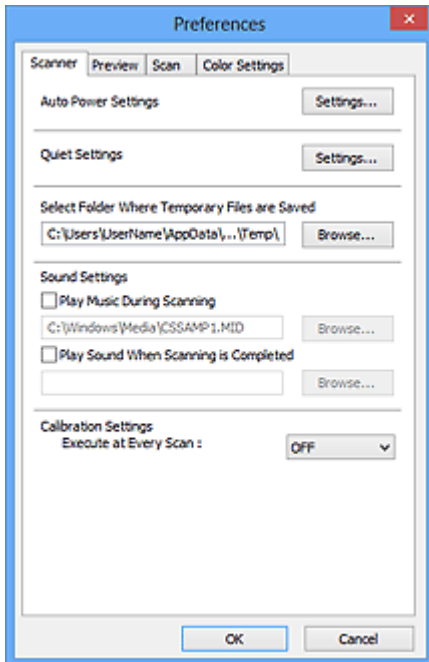 Preferences
Scanner Preview Scan Color Settings
Auto Power Settings Settings...
Quiet Settings Settings...
Select Folder Where Temporary Files are Saved
C:\Users\UserName\AppData\,...\Temp\ Browse...
Sound Settings
Play Music During Scanning
C:\Windows\Media\CSSAMP1.MID Browse...
Play Sound When Scanning is Completed
Browse...
Calibration Settings
Execute at Every Scan : OFF
OK Cancel